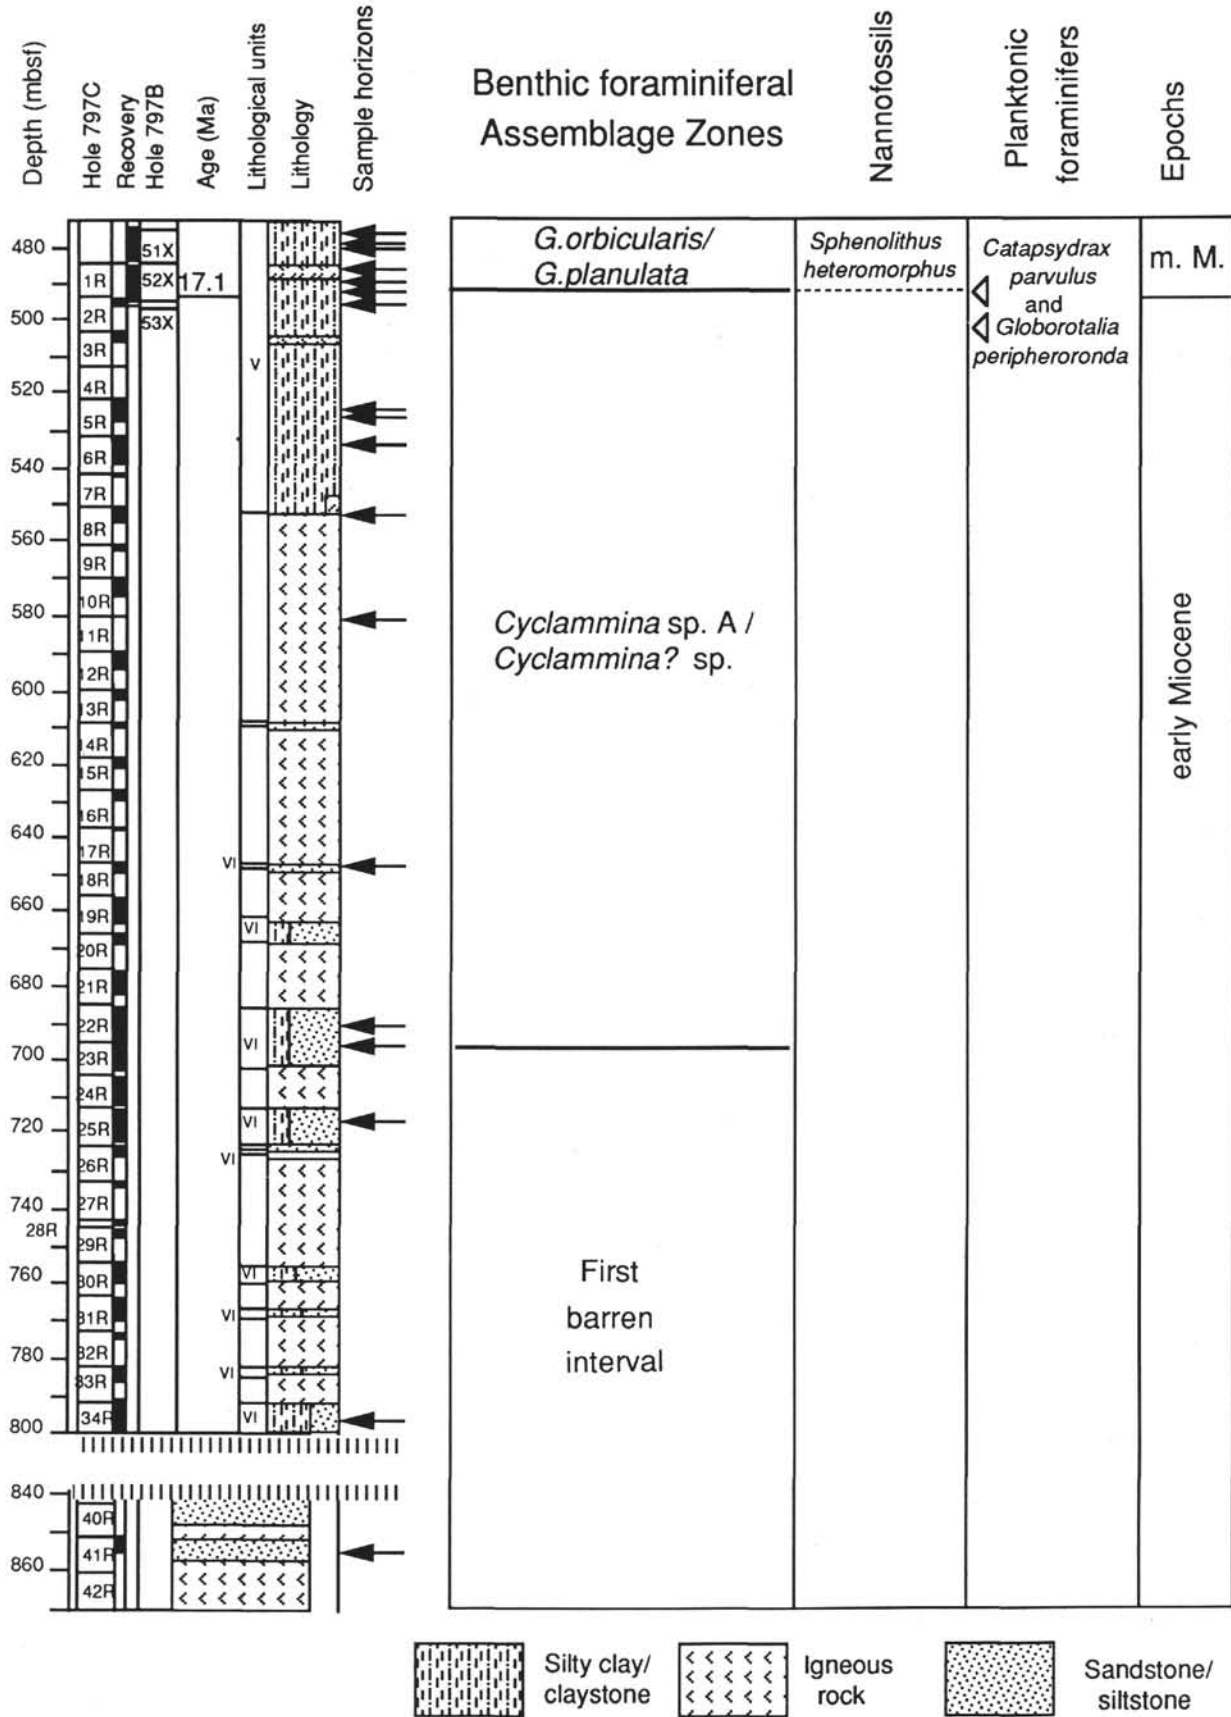 Depth (mbsf)
Hole 797C
Recovery
Hole 797B
Age (Ma)
Lithological units
Lithology
Sample horizons
Benthic foraminiferal
Assemblage Zones
Nannofossils
Planktonic
foraminifers
Epochs
480
500
520
540
560
580
600
620
640
660
680
700
720
740
28R
760
780
800
840
860
1R
2R
3R
4R
5R
6R
7R
8R
9R
10R
11R
12R
13R
14R
15R
16R
17R
18R
19R
20R
21R
22R
23R
24R
25R
26R
27R
29R
30R
31R
32R
33R
34R
40R
41R
42R
51X
52X
53X
17.1
V
VI
VI
VI
VI
VI
VI
VI
VI
VI
G.orbicularis/
G.planulata
Cyclammina sp. A /
Cyclammina? sp.
First
barren
interval
Sphenolithus
heteromorphus
Catapsydrax
parvulus
and
Globorotalia
peripheroronda
m. M.
early Miocene
Silty clay/
claystone
Igneous
rock
Sandstone/
siltstone